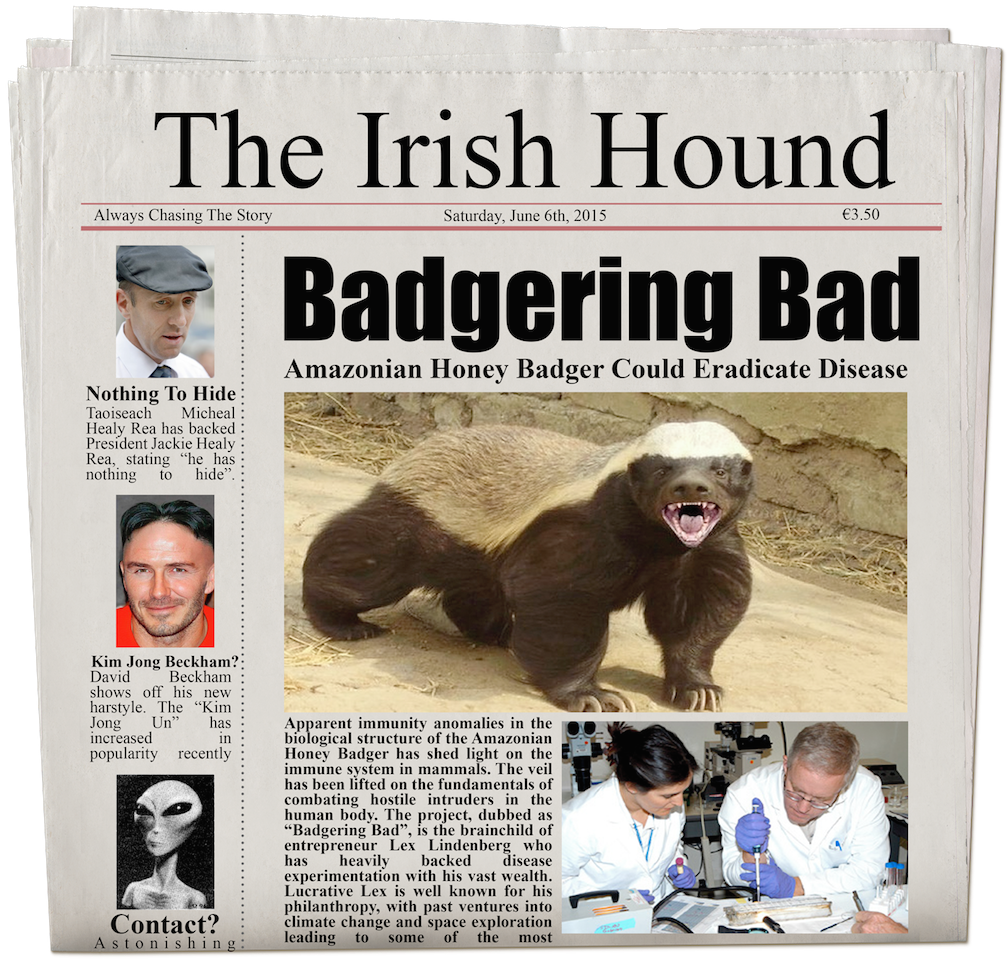 The Irish Hound
Always Chasing The Story
Saturday, June 6th, 2015
€3.50
Nothing To Hide
Taoiseach Micheal
Healy Rea has backed
President Jackie Healy
Rea, stating “he has
nothing to hide”.
Kim Jong Beckham?
David Beckham
shows off his new
harstyle. The “Kim
Jong Un” has
increased in
popularity recently
Contact?
Astonishing
Badgering Bad
Amazonian Honey Badger Could Eradicate Disease
Apparent immunity anomalies in the
biological structure of the Amazonian
Honey Badger has shed light on the
immune system in mammals. The veil
has been lifted on the fundamentals of
combating hostile intruders in the
human body. The project, dubbed as
“Badgering Bad”, is the brainchild of
entrepreneur Lex Lindenberg who
has heavily backed disease
experimentation with his vast wealth.
Lucrative Lex is well known for his
philanthropy, with past ventures into
climate change and space exploration
leading to some of the most